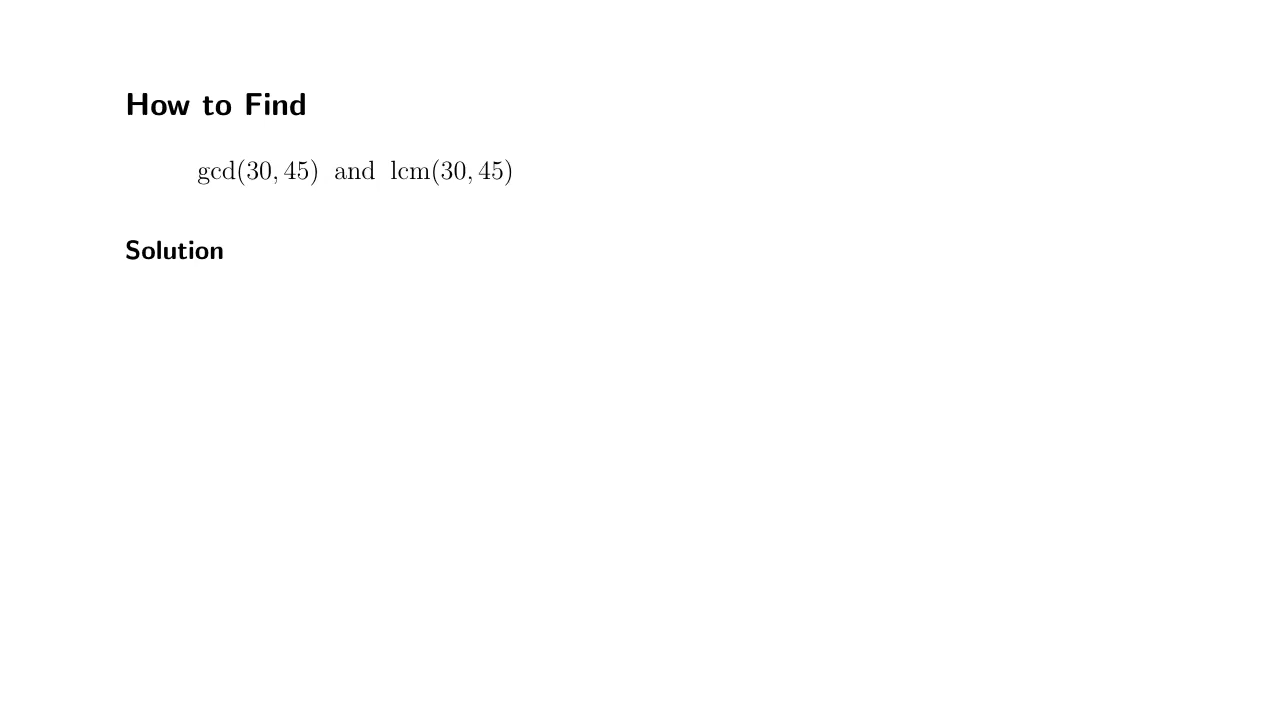 How to Find
gcd(30, 45) and lcm(30, 45)
Solution